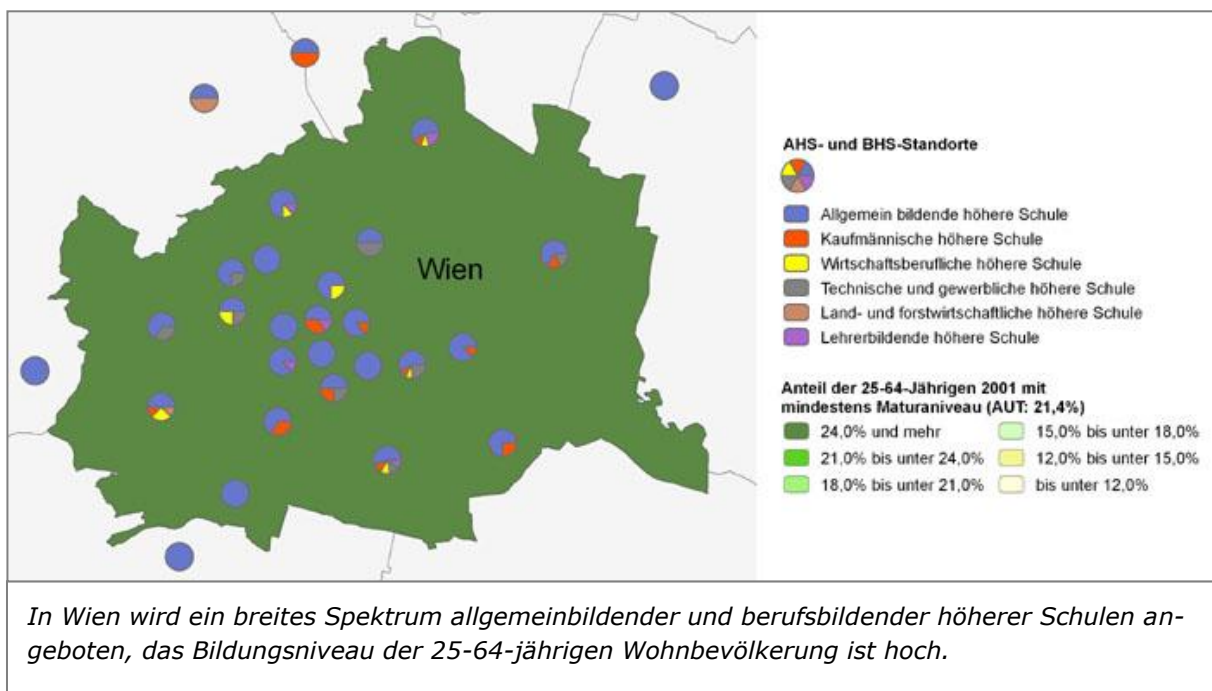 Wien
AHS- und BHS-Standorte
Allgemein bildende höhere Schule
Kaufmännische höhere Schule
Wirtschaftsberufliche höhere Schule
Technische und gewerbliche höhere Schule
Land- und forstwirtschaftliche höhere Schule
Lehrerbildende höhere Schule
Anteil der 25-64-Jährigen 2001 mit
mindestens Maturaniveau (AUT: 21,4%)
24,0% und mehr
15,0% bis unter 18,0%
21,0% bis unter 24,0%
12,0% bis unter 15,0%
18,0% bis unter 21,0%
bis unter 12,0%
In Wien wird ein breites Spektrum allgemeinbildender und berufsbildender höherer Schulen an-
geboten, das Bildungsniveau der 25-64-jährigen Wohnbevölkerung ist hoch.